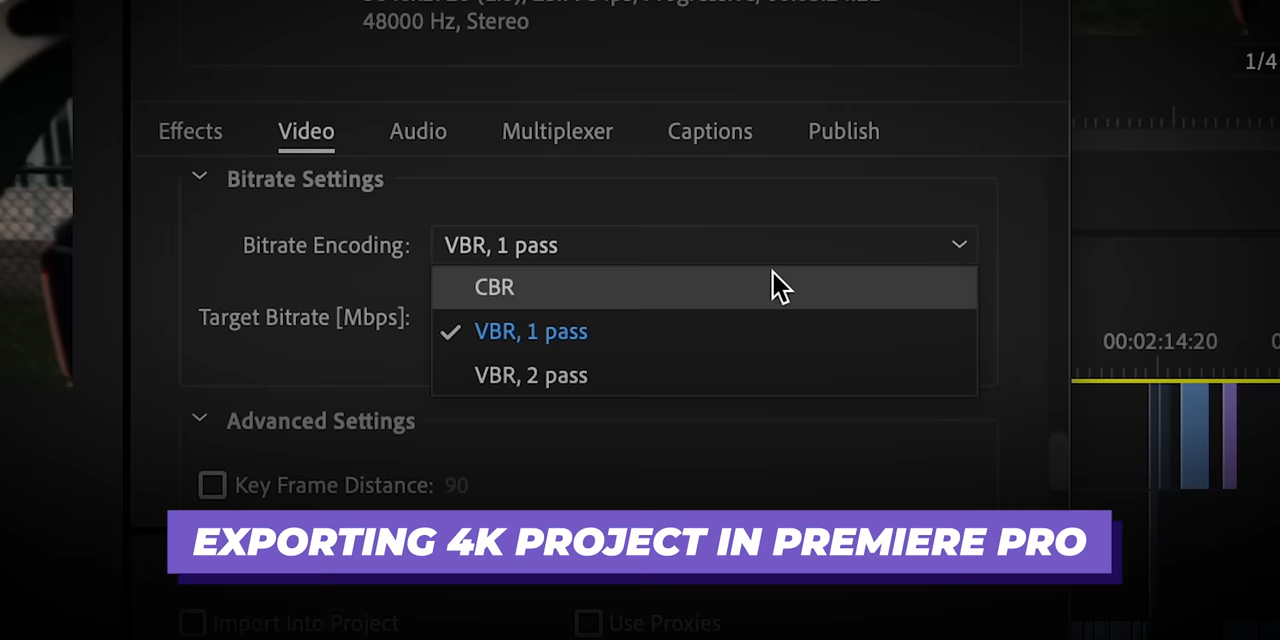 48000 Hz, Stereo
1/4
Effects Video Audio Multiplexer Captions Publish
Bitrate Settings
Bitrate Encoding: VBR, 1 pass
CBR
Target Bitrate [Mbps]:
VBR, 1 pass
00:02:14:20
VBR, 2 pass
Advanced Settings
Key Frame Distance: 90
EXPORTING 4K PROJECT IN PREMIERE PRO
Import Into Project Use Proxies